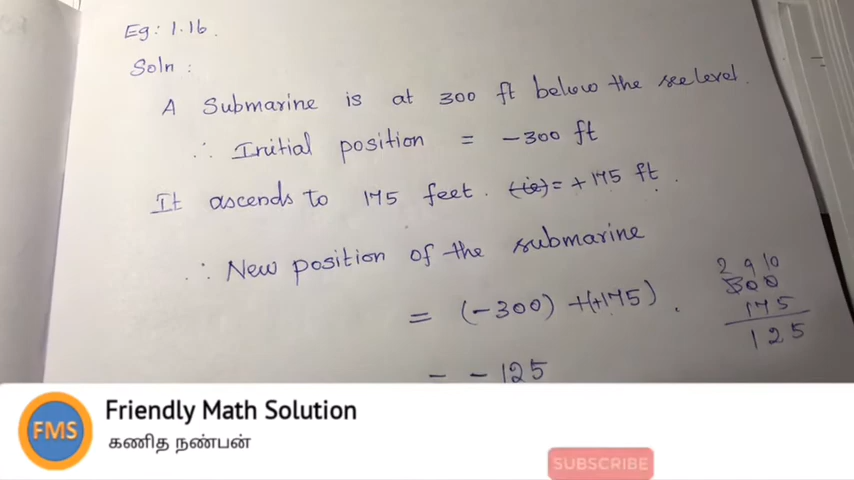 Eg: 1.16.
Soln :
A Submarine is at 300 ft below the see level.
∴ Initial position = -300 ft
It ascends to 175 feet. (ie) = +175 ft.
∴ New position of the submarine
= (-300) +(+175).
2 9 10
300
175
125
= -125
FMS
Friendly Math Solution
கணித நண்பன்
SUBSCRIBE